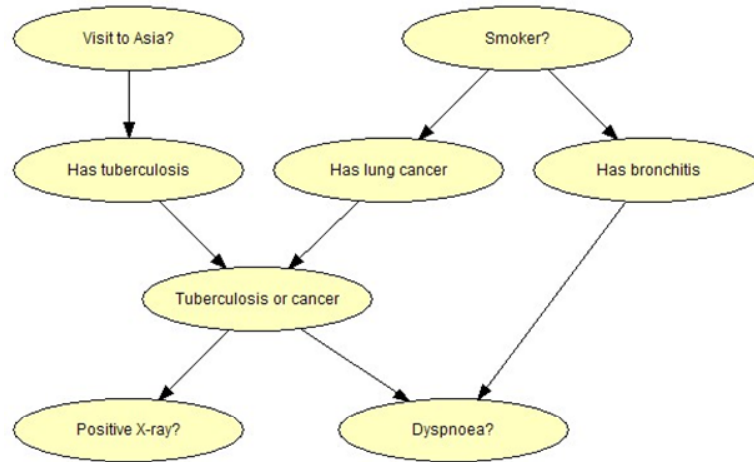 Visit to Asia?
Smoker?
Has tuberculosis
Has lung cancer
Has bronchitis
Tuberculosis or cancer
Positive X-ray?
Dyspnoea?